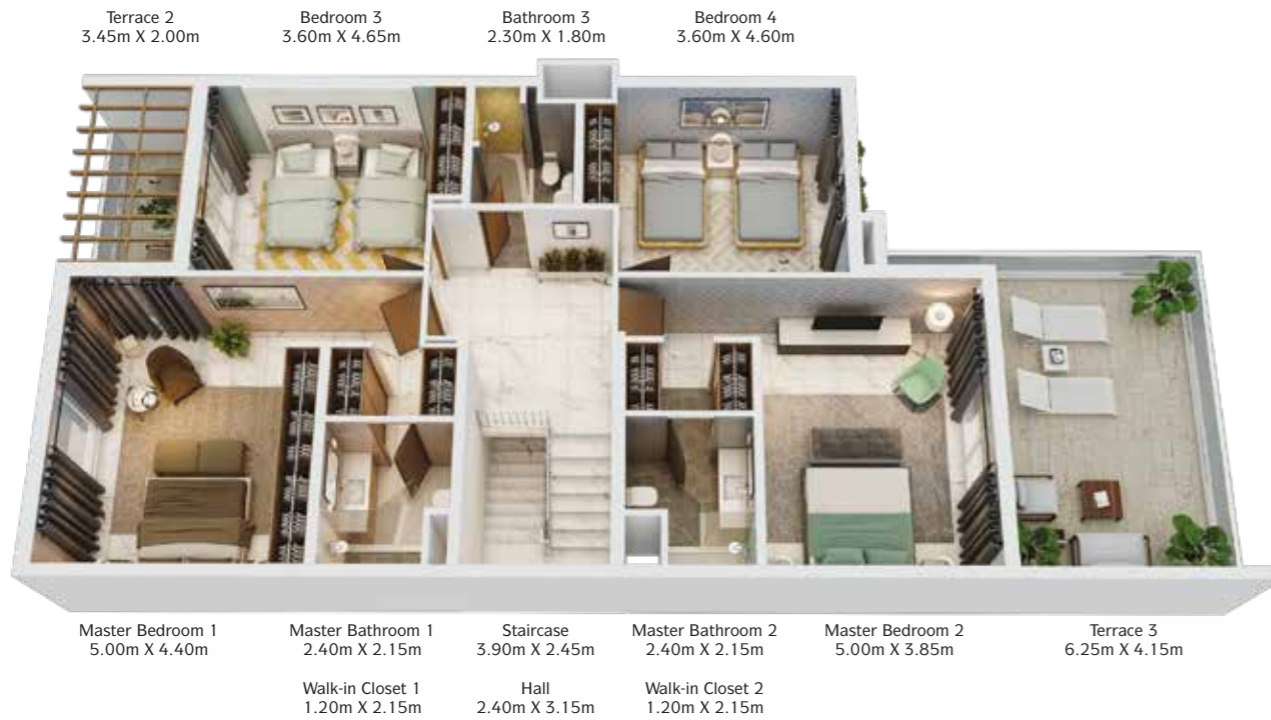 Terrace 2
3.45m X 2.00m
Bedroom 3
3.60m X 4.65m
Bathroom 3
2.30m X 1.80m
Bedroom 4
3.60m X 4.60m
Master Bedroom 1
5.00m X 4.40m
Master Bathroom 1
2.40m X 2.15m
Staircase
3.90m X 2.45m
Master Bathroom 2
2.40m X 2.15m
Master Bedroom 2
5.00m X 3.85m
Terrace 3
6.25m X 4.15m
Walk-in Closet 1
1.20m X 2.15m
Hall
2.40m X 3.15m
Walk-in Closet 2
1.20m X 2.15m